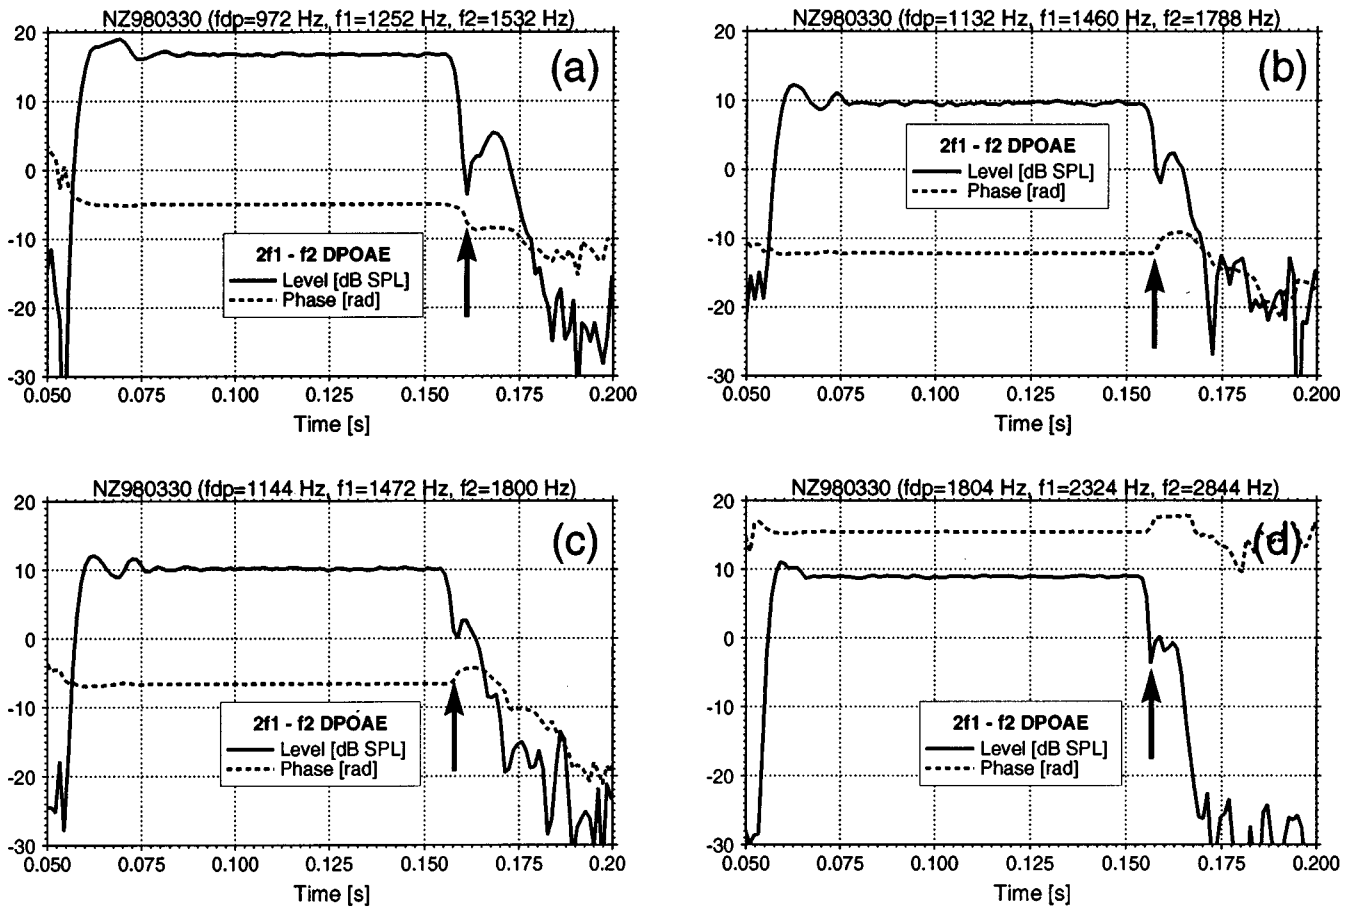 NZ980330 (fdp=972 Hz, f1=1252 Hz, f2=1532 Hz)
20
10
0
-10
-20
-30
(a)
2f1 - f2 DPOAE
Level [dB SPL]
Phase [rad]
0.050 0.075 0.100 0.125 0.150 0.175 0.200
Time [s]
NZ980330 (fdp=1132 Hz, f1=1460 Hz, f2=1788 Hz)
20
10
0
-10
-20
-30
(b)
2f1 - f2 DPOAE
Level [dB SPL]
Phase [rad]
0.050 0.075 0.100 0.125 0.150 0.175 0.200
Time [s]
NZ980330 (fdp=1144 Hz, f1=1472 Hz, f2=1800 Hz)
20
10
0
-10
-20
-30
(c)
2f1 - f2 DPOAE
Level [dB SPL]
Phase [rad]
0.050 0.075 0.100 0.125 0.150 0.175 0.200
Time [s]
NZ980330 (fdp=1804 Hz, f1=2324 Hz, f2=2844 Hz)
20
10
0
-10
-20
-30
(d)
2f1 - f2 DPOAE
Level [dB SPL]
Phase [rad]
0.050 0.075 0.100 0.125 0.150 0.175 0.200
Time [s]